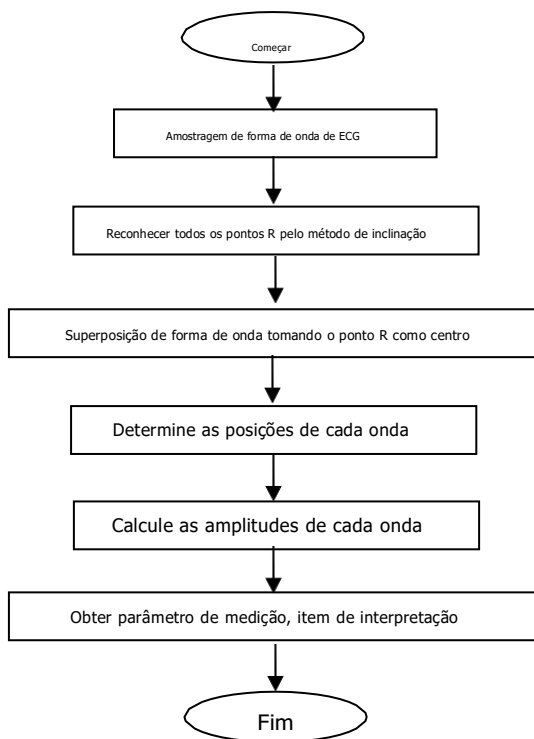 Começar
Amostragem de forma de onda de ECG
Reconhecer todos os pontos R pelo método de inclinação
Superposição de forma de onda tomando o ponto R como centro
Determine as posições de cada onda
Calcule as amplitudes de cada onda
Obter parâmetro de medição, item de interpretação
Fim